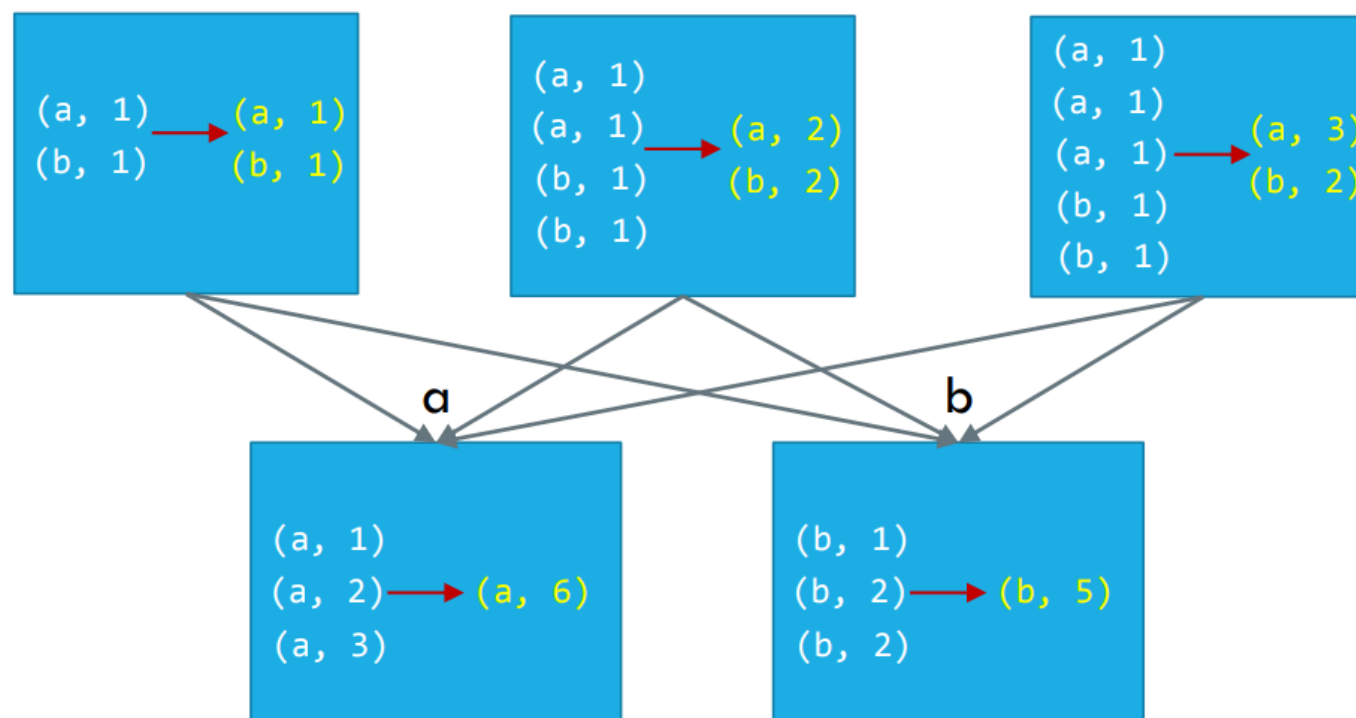 (a, 1)
(b, 1)
(a, 1)
(b, 1)
(a, 1)
(a, 1)
(b, 1)
(b, 1)
(a, 2)
(b, 2)
(a, 1)
(a, 1)
(a, 1)
(b, 1)
(b, 1)
(a, 3)
(b, 2)
a
b
(a, 1)
(a, 2)
(a, 3)
(a, 6)
(b, 1)
(b, 2)
(b, 2)
(b, 5)